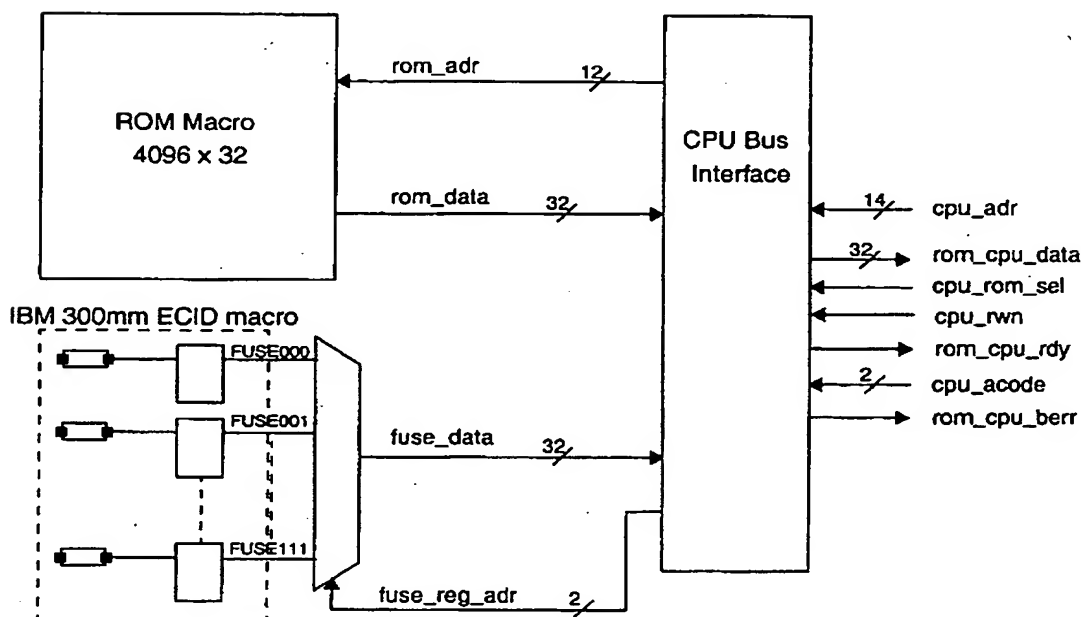 rom_adr
12
ROM Macro
4096 x 32
CPU Bus
Interface
rom_data
32
14
cpu_adr
32
rom_cpu_data
cpu_rom_sel
cpu_rwn
rom_cpu_rdy
2
cpu_acode
rom_cpu_berr
IBM 300mm ECID macro
FUSE000
FUSE001
fuse_data
32
FUSE111
fuse_reg_adr
2